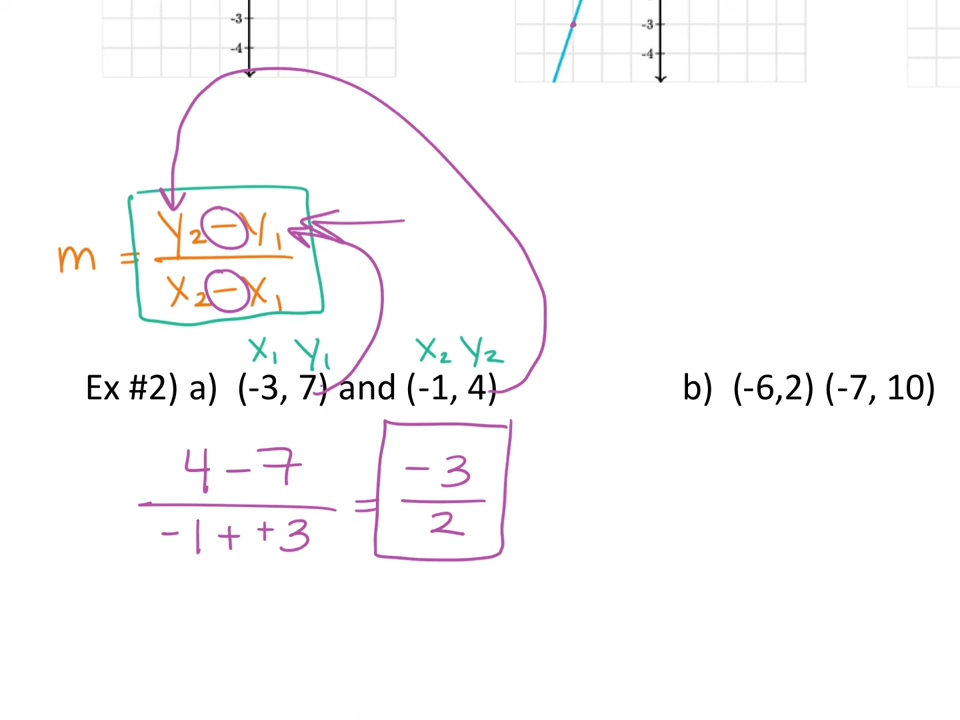 -3 -3
-4 -4
m = y₂ - y₁
x₂ - x₁
x₁ y₁ x₂ y₂
Ex #2) a) (-3, 7) and (-1, 4) b) (-6,2) (-7, 10)
4 - 7
-1 + +3
= -3
2